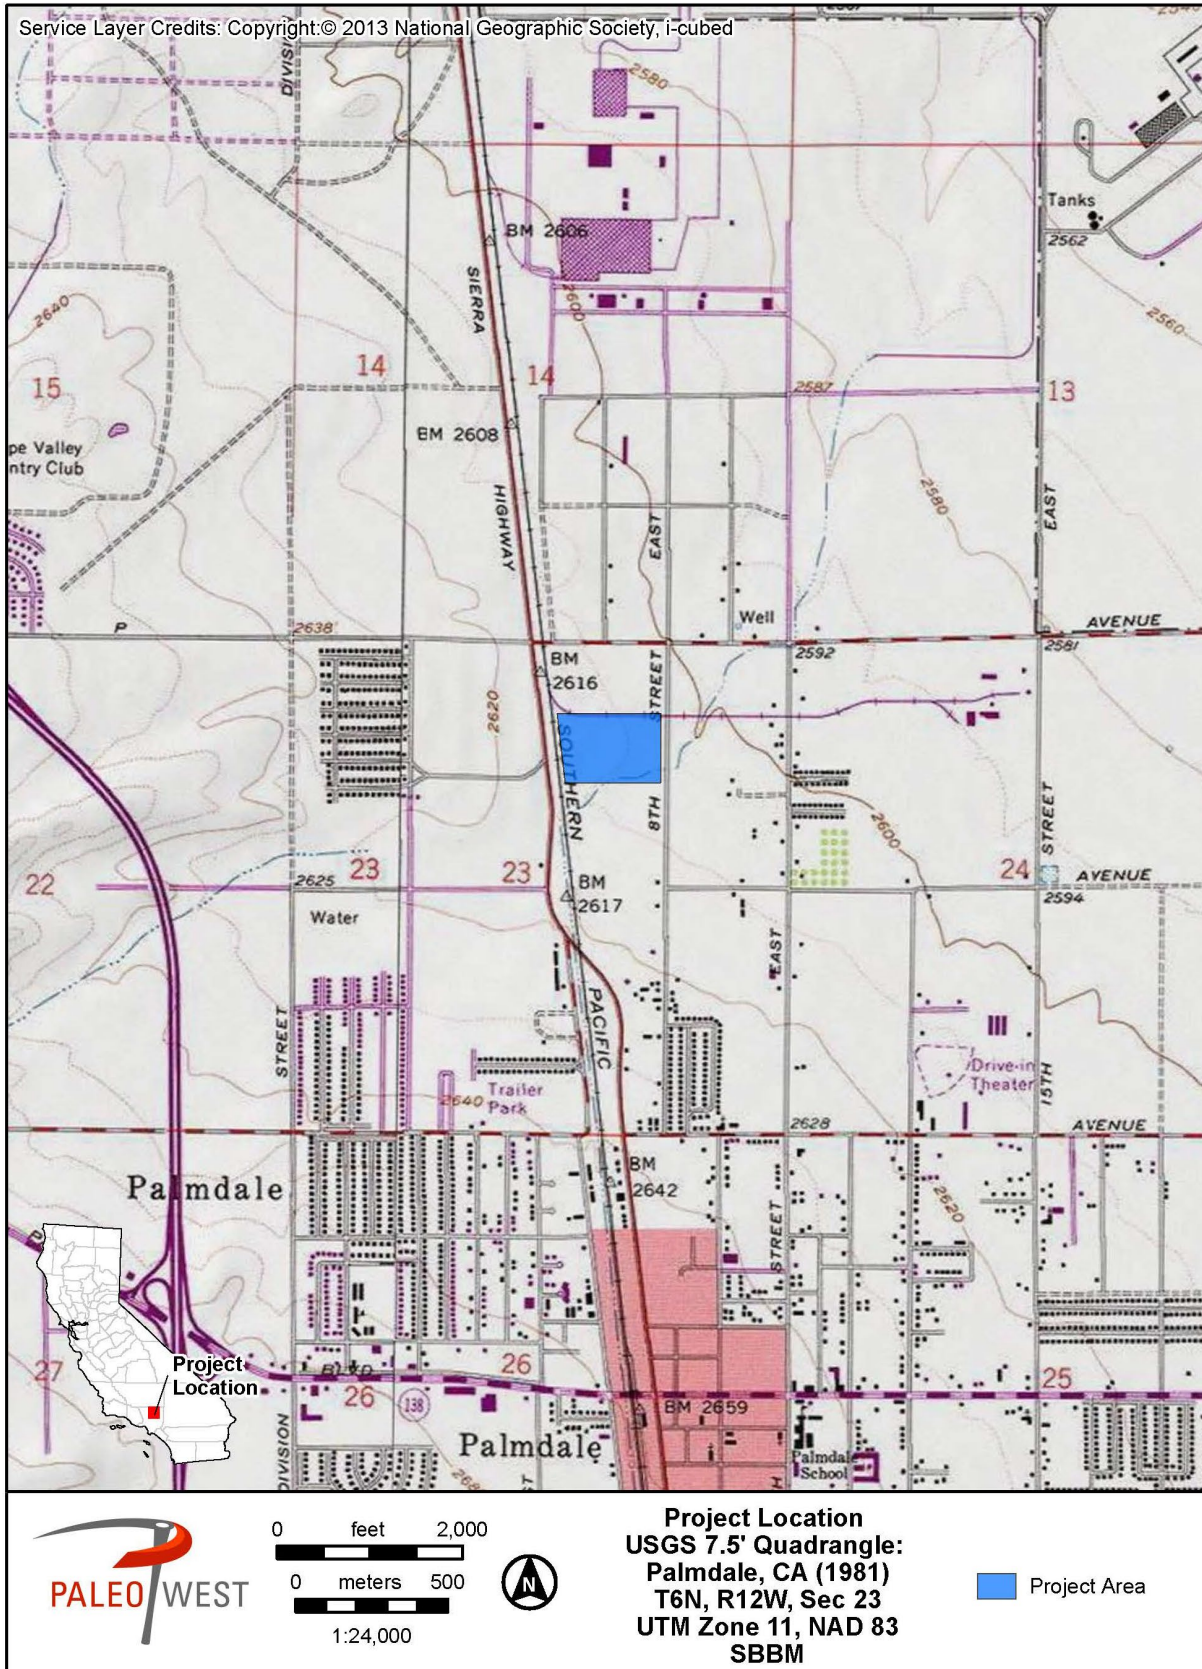 Service Layer Credits: Copyright:© 2013 National Geographic Society, i-cubed
DIVISION
2580
BM 2606
Tanks
2562
SIERRA
2600
2560
2640
15
14
14
2587
13
BM 2608
pe Valley
ntry Club
HIGHWAY
2580
EAST
EAST
Well
P
2638
AVENUE
2592
2581
BM
2616
STREET
2620
SOUTHERN
8TH
STREET
2600
22
23
23
24
2625
AVENUE
2594
BM
2617
Water
EAST
PACIFIC
STREET
Drive-in
Theater
15TH
2640
Trailer
Park
2628
AVENUE
BM
2642
Palmdale
2620
STREET
27
Project
Location
BLVD
26
26
138
25
BM 2659
Palmdale
Palmdale
School
DIVISION
ST
H
PALEO WEST
0 feet 2,000
0 meters 500
1:24,000
N
Project Location
USGS 7.5' Quadrangle:
Palmdale, CA (1981)
T6N, R12W, Sec 23
UTM Zone 11, NAD 83
SBBM
Project Area